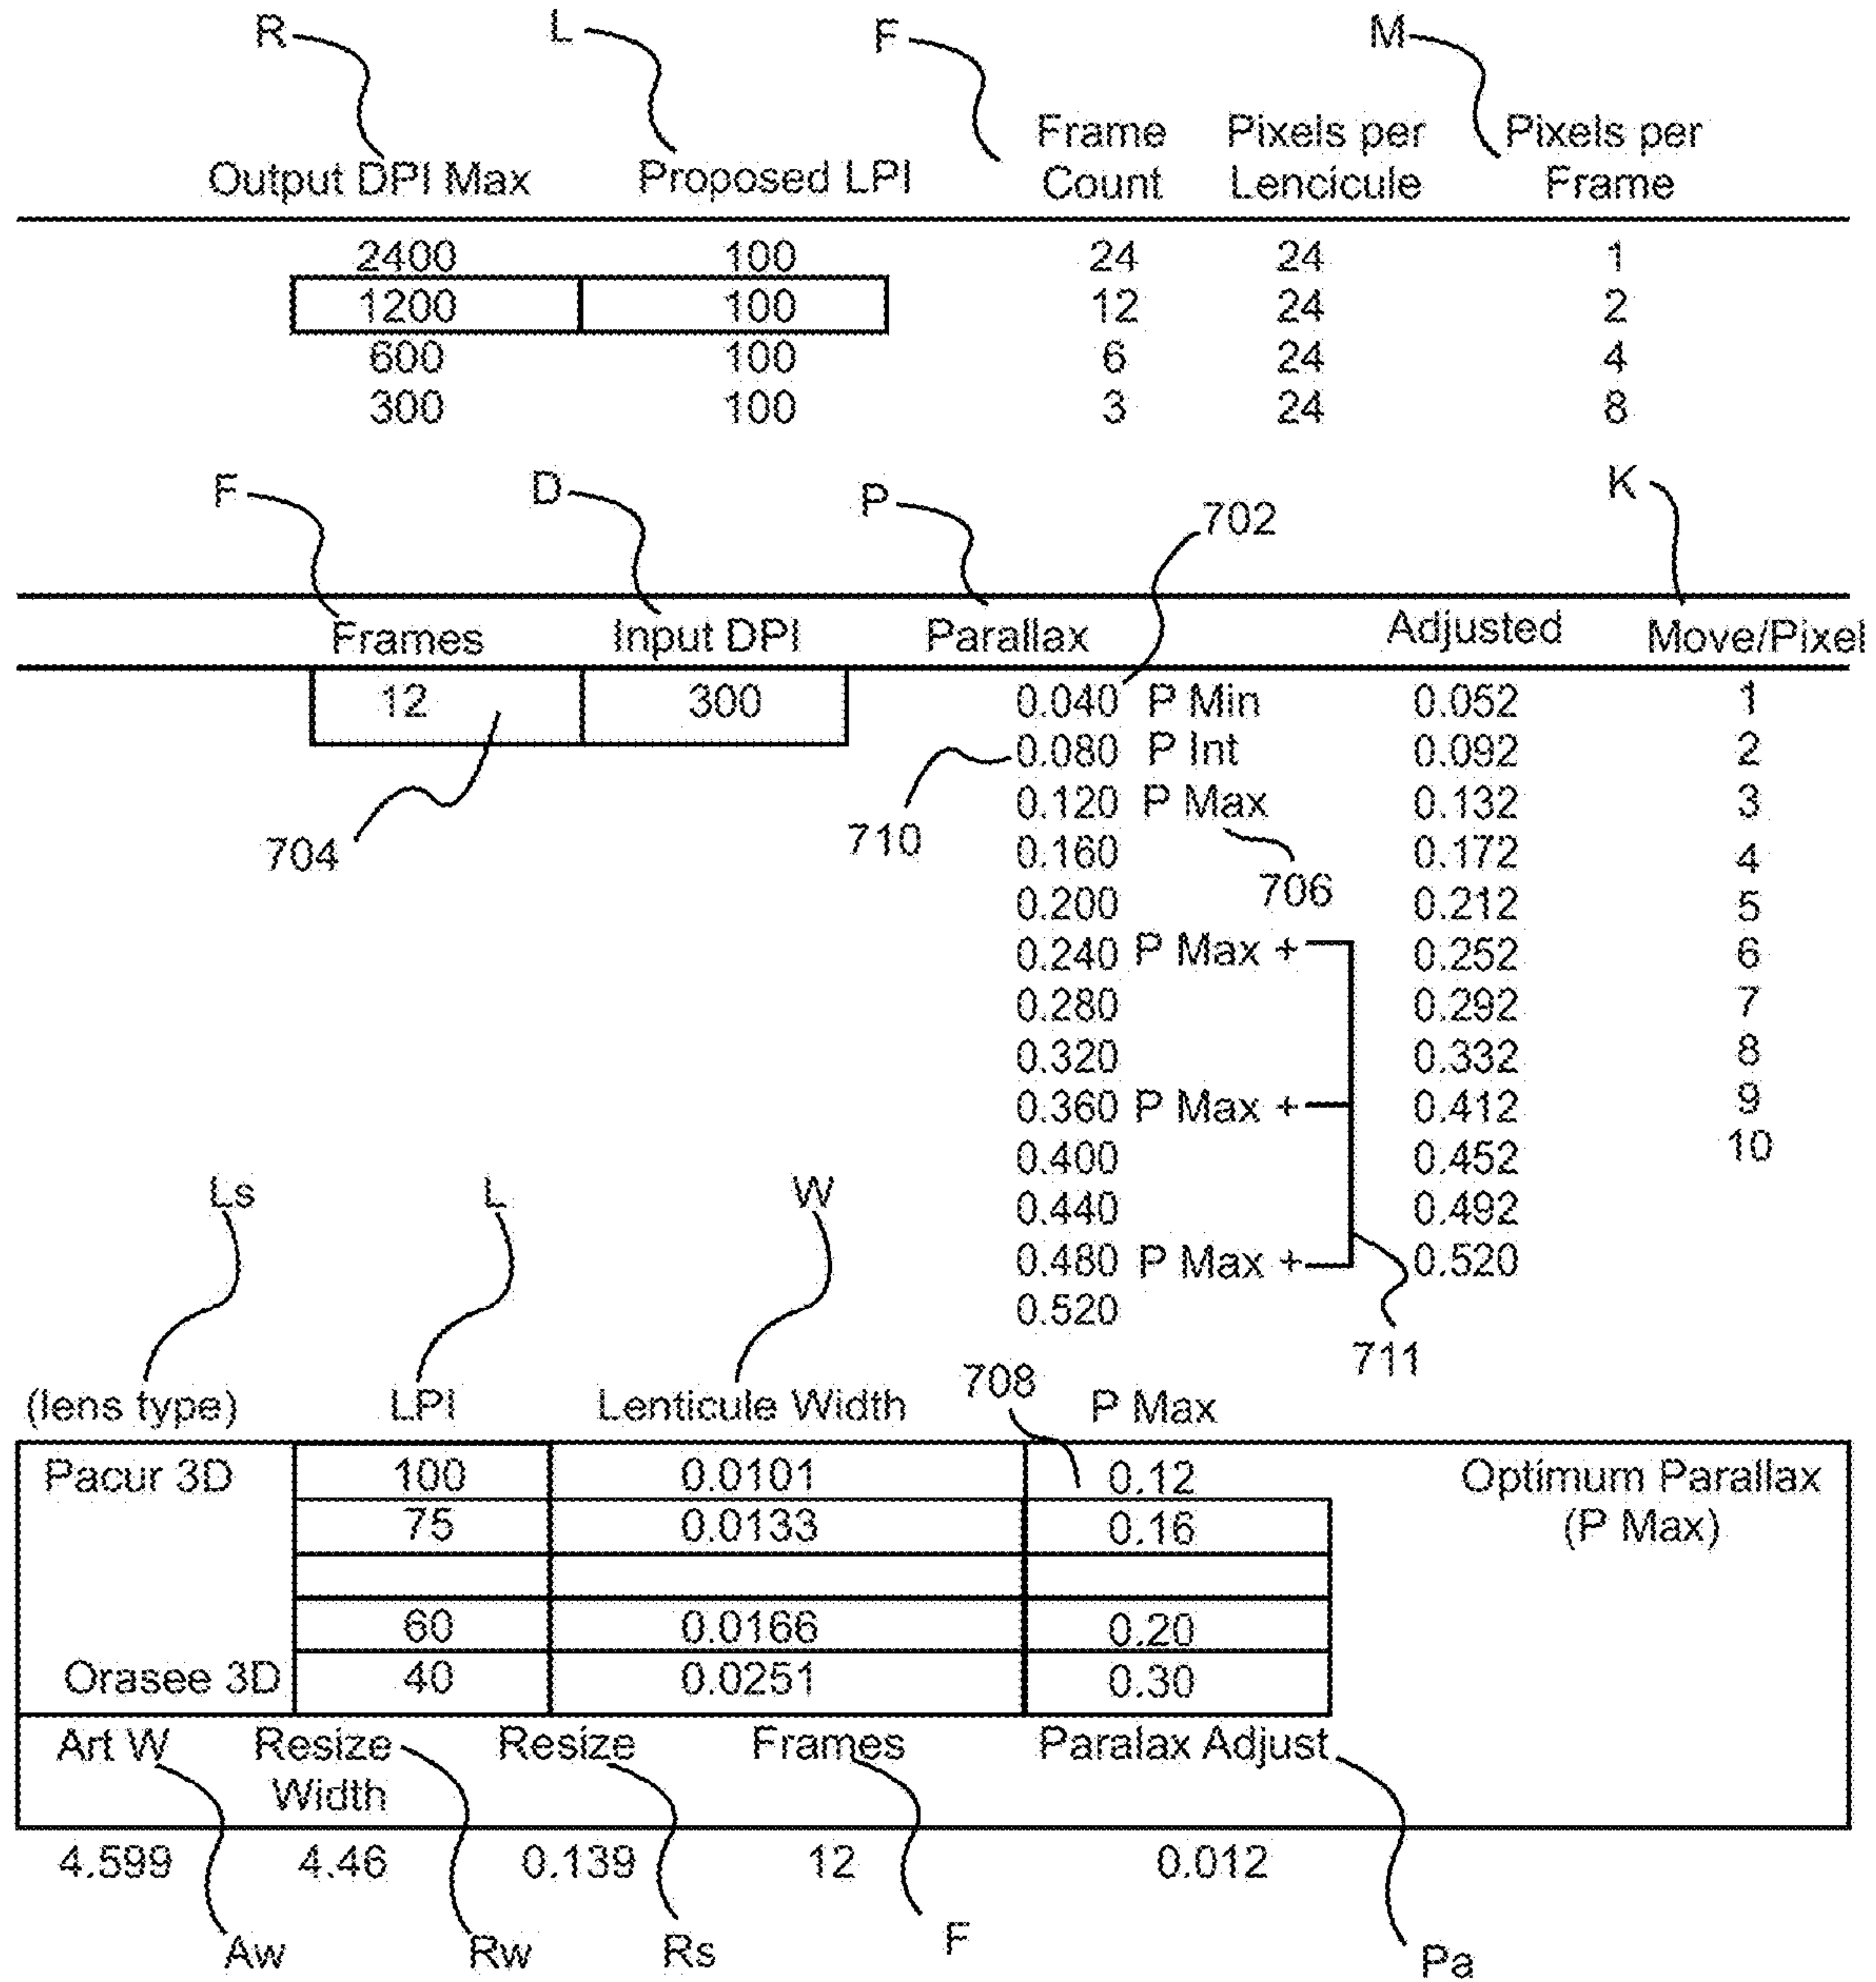 R L F M
Frame Pixels per Pixels per
Output DPI Max Proposed LPI Count Lencicule Frame
2400 100 24 24 1
1200 100 12 24 2
600 100 6 24 4
300 100 3 24 8
F D P 702 K
Frames Input DPI Parallax Adjusted Move/Pixel
12 300 0.040 P Min 0.052 1
710 0.080 P Int 0.092 2
704 0.120 P Max 0.132 3
0.160 706 0.172 4
0.200 0.212 5
0.240 P Max + 0.252 6
0.280 0.292 7
0.320 0.332 8
0.360 P Max + 0.412 9
0.400 0.452 10
Ls L W 0.440 0.492
0.480 P Max + 0.520
0.520 711
708
(lens type) LPI Lenticule Width P Max
Pacur 3D 100 0.0101 0.12 Optimum Parallax
75 0.0133 0.16 (P Max)
60 0.0166 0.20
Orasee 3D 40 0.0251 0.30
Art W Resize Resize Frames Paralax Adjust
Width
4.599 4.46 0.139 12 0.012
Aw Rw Rs F Pa